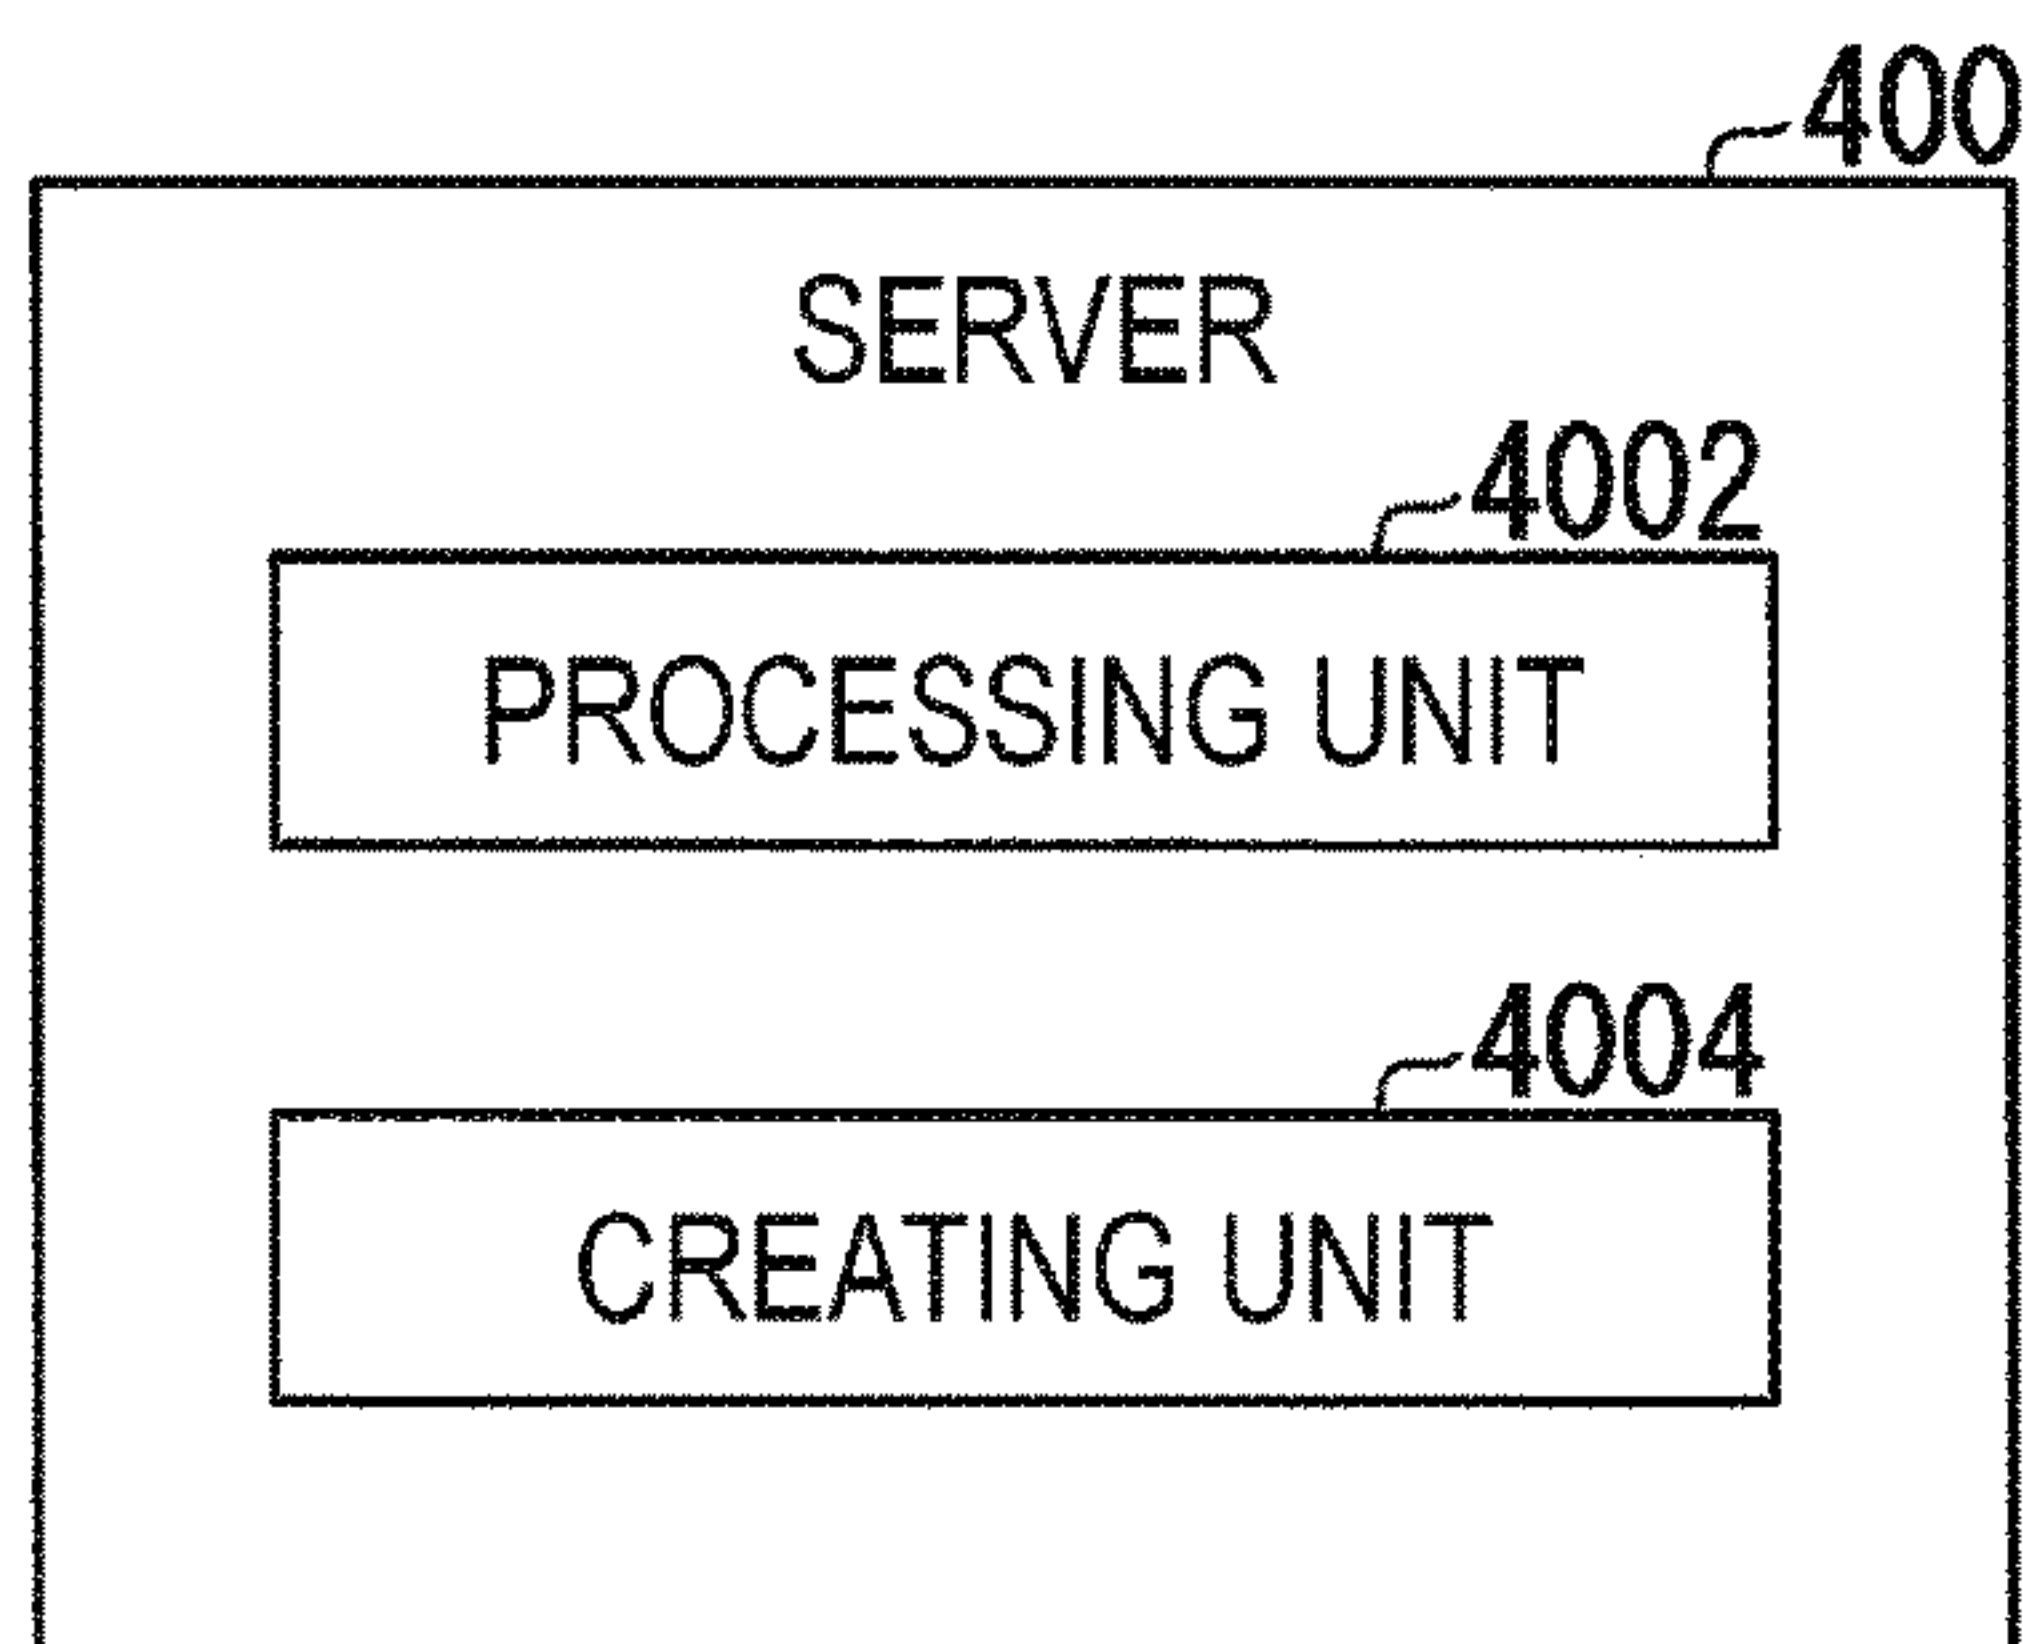 400
SERVER
4002
PROCESSING UNIT
4004
CREATING UNIT